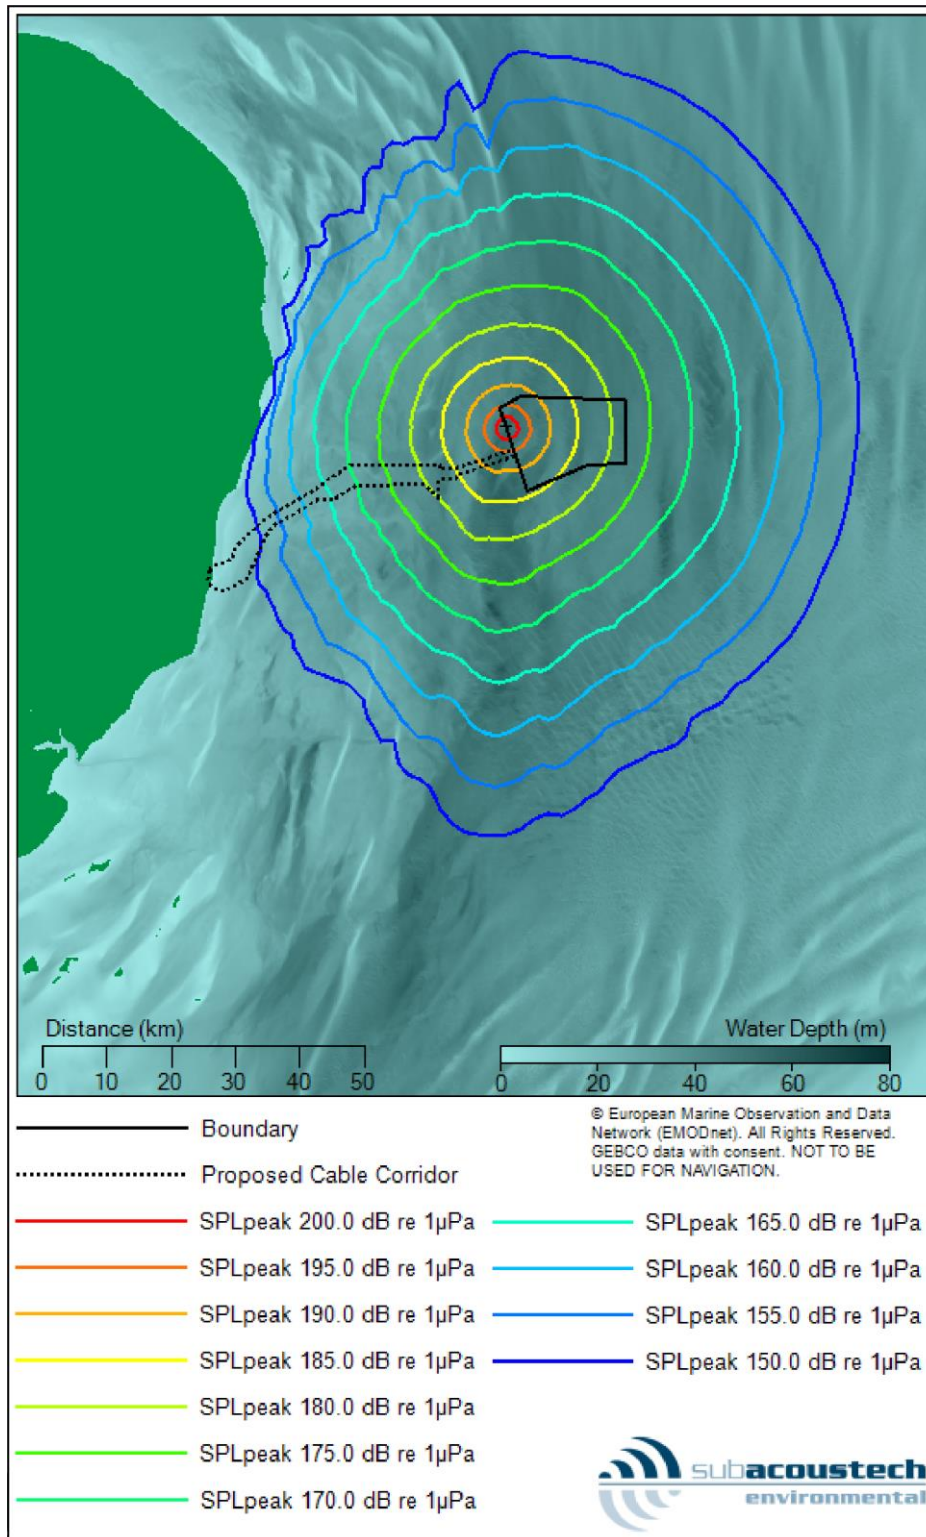 Distance (km)
0 10 20 30 40 50
Water Depth (m)
0 20 40 60 80
Boundary
Proposed Cable Corridor
© European Marine Observation and Data
Network (EMODnet). All Rights Reserved.
GEBCO data with consent. NOT TO BE
USED FOR NAVIGATION.
SPLpeak 200.0 dB re 1µPa
SPLpeak 195.0 dB re 1µPa
SPLpeak 190.0 dB re 1µPa
SPLpeak 185.0 dB re 1µPa
SPLpeak 180.0 dB re 1µPa
SPLpeak 175.0 dB re 1µPa
SPLpeak 170.0 dB re 1µPa
SPLpeak 165.0 dB re 1µPa
SPLpeak 160.0 dB re 1µPa
SPLpeak 155.0 dB re 1µPa
SPLpeak 150.0 dB re 1µPa
subacoustech
environmental